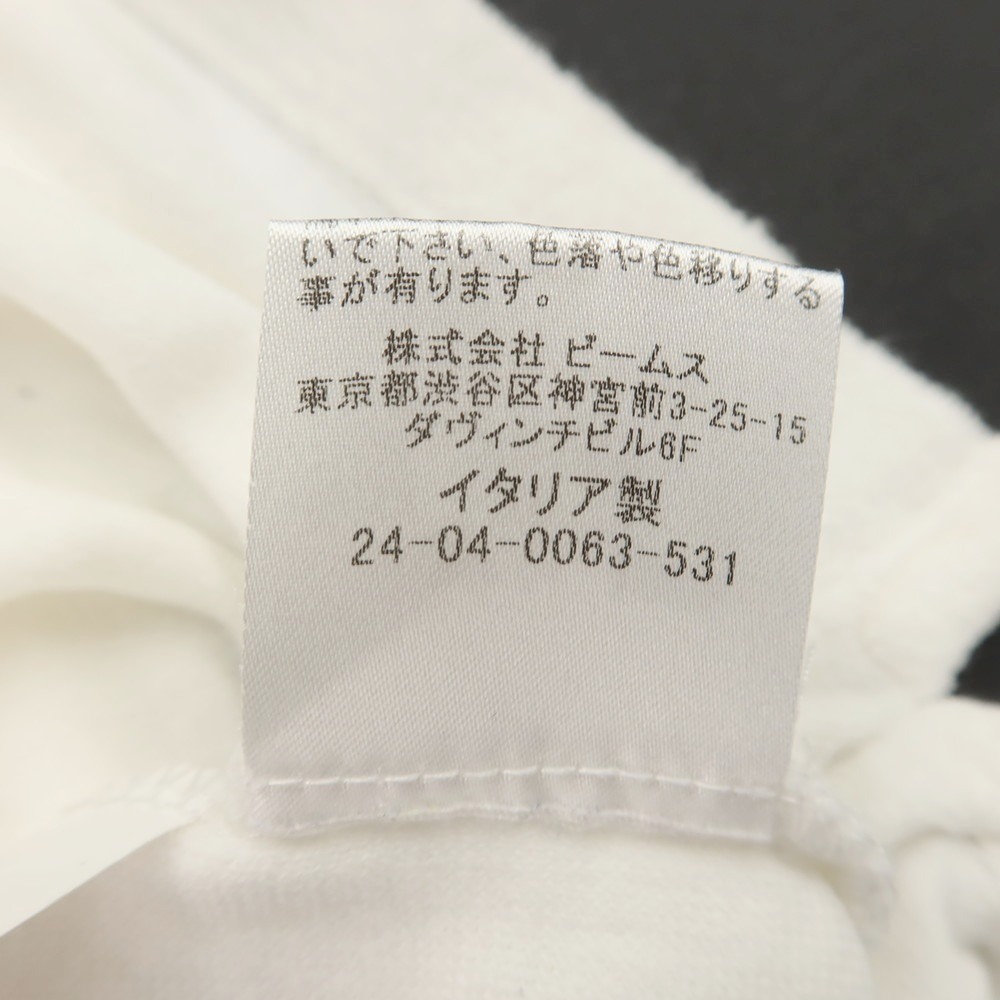 いで下さい、色落や色移りする
事が有ります。
株式会社 ビームス
東京都渋谷区神宮前3-25-15
ダヴィンチビル6F
イタリア製
24-04-0063-531